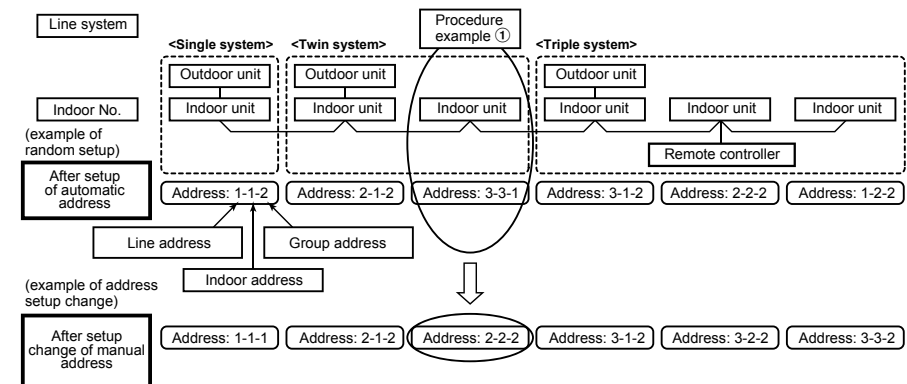 Line system
Procedure
example ①
<Single system>
<Twin system>
<Triple system>
Outdoor unit
Outdoor unit
Outdoor unit
Indoor No.
Indoor unit
Indoor unit
Indoor unit
Indoor unit
Indoor unit
Indoor unit
(example of
random setup)
Remote controller
After setup
of automatic
address
Address: 1-1-2
Address: 2-1-2
Address: 3-3-1
Address: 3-1-2
Address: 2-2-2
Address: 1-2-2
Line address
Group address
Indoor address
(example of address
setup change)
After setup
change of manual
address
Address: 1-1-1
Address: 2-1-2
Address: 2-2-2
Address: 3-1-2
Address: 3-2-2
Address: 3-3-2